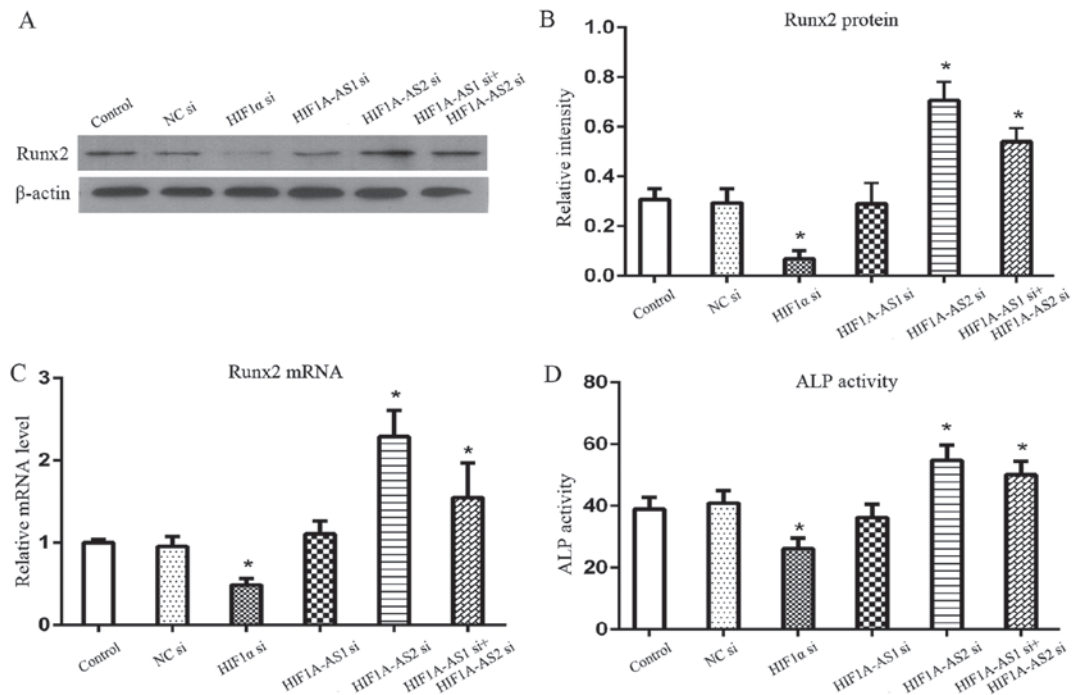 A
Control
NC si
HIF1α si
HIF1A-AS1 si
HIF1A-AS2 si
HIF1A-AS1 si+
HIF1A-AS2 si
Runx2
β-actin
B
Runx2 protein
Relative intensity
1.0
0.8
0.6
0.4
0.2
0.0
*
*
*
Control
NC si
HIF1α si
HIF1A-AS1 si
HIF1A-AS2 si
HIF1A-AS1 si+
HIF1A-AS2 si
C
Runx2 mRNA
Relative mRNA level
3
2
1
0
*
*
*
Control
NC si
HIF1α si
HIF1A-AS1 si
HIF1A-AS2 si
HIF1A-AS1 si+
HIF1A-AS2 si
D
ALP activity
ALP activity
80
60
40
20
0
*
*
*
Control
NC si
HIF1α si
HIF1A-AS1 si
HIF1A-AS2 si
HIF1A-AS1 si+
HIF1A-AS2 si